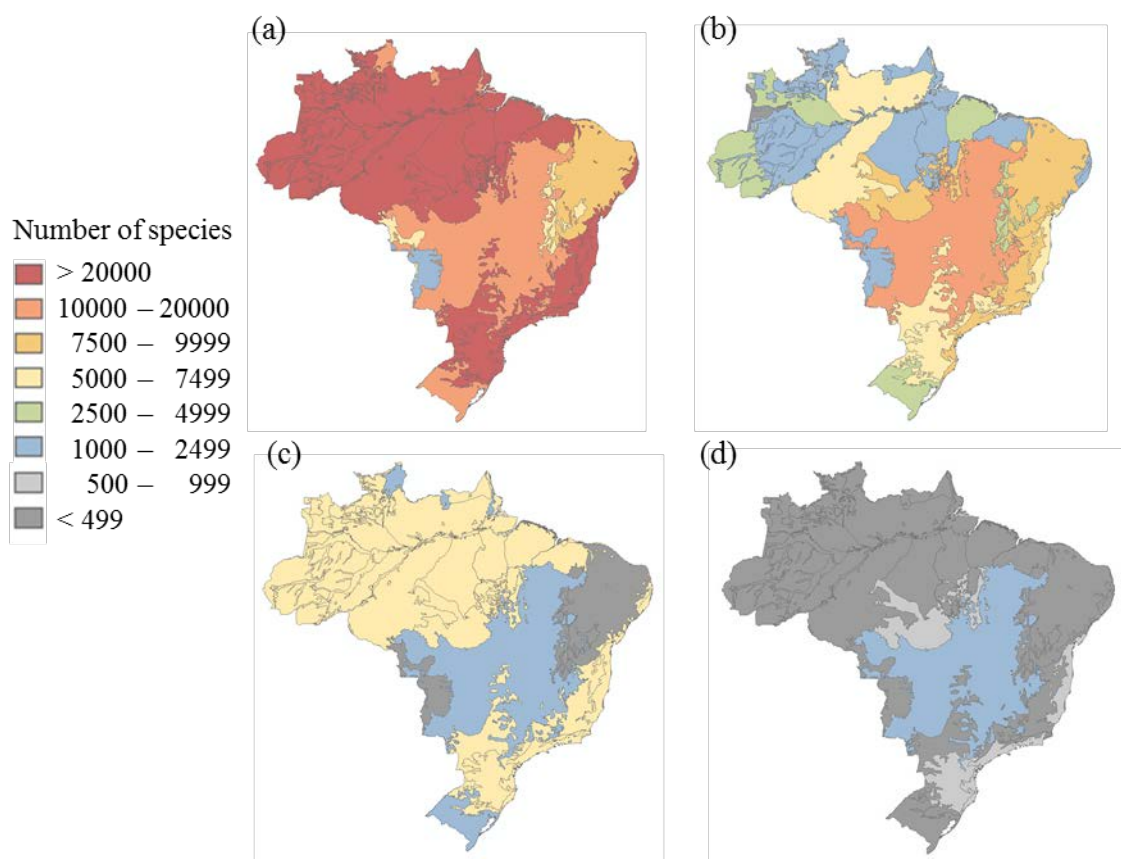 (a)
(b)
Number of species
> 20000
10000 – 20000
7500 – 9999
5000 – 7499
2500 – 4999
1000 – 2499
500 – 999
< 499
(c)
(d)